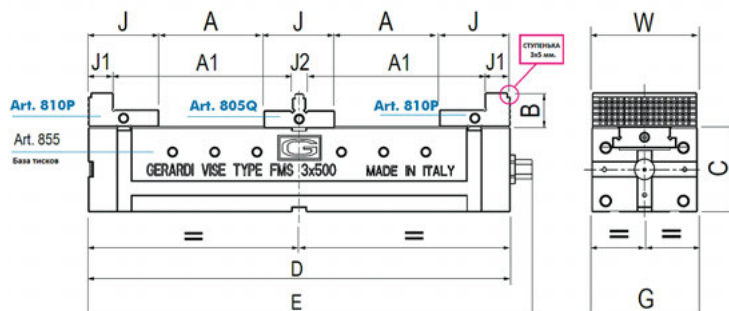 J A J A J W
J1 A1 J2 A1 J1
СТУПЕНЬКА
3x5 мм.
Art. 810P Art. 805Q Art. 810P B
Art. 855
База тисков
G C
GERARDI VISE TYPE FMS 3x500 MADE IN ITALY
= = = =
D
E G